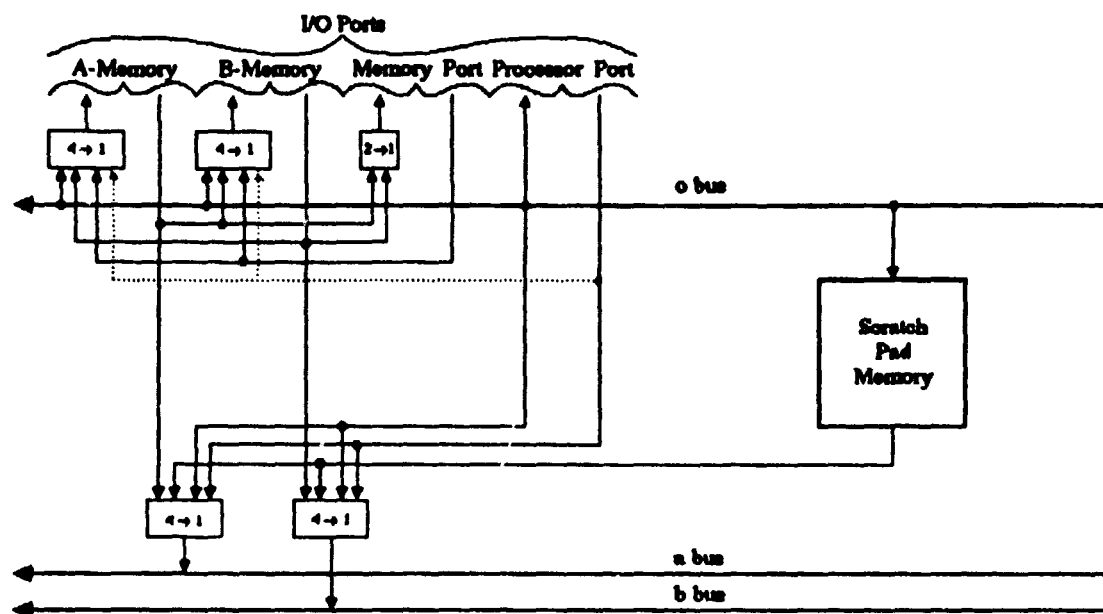 I/O Ports
A-Memory B-Memory Memory Port Processor Port
4→1 4→1 2→1
o bus
Scratch
Pad
Memory
4→1 4→1
a bus
b bus